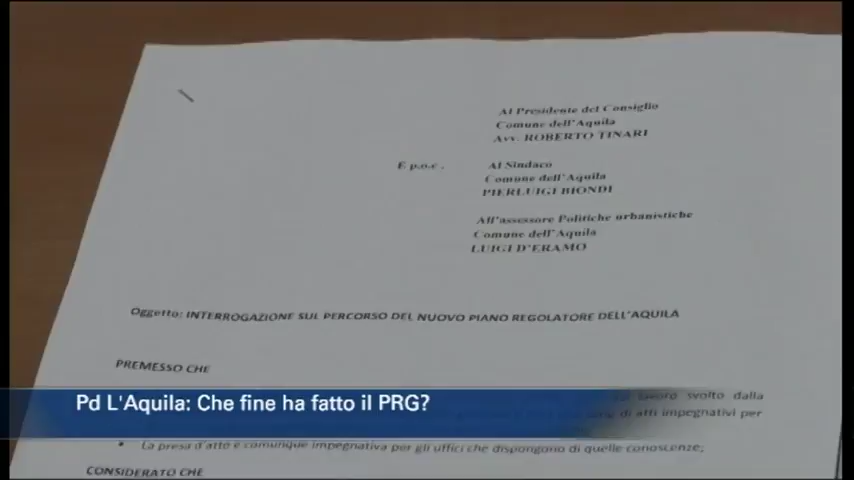 Al Presidente del Consiglio
Comune dell'Aquila
Avv. ROBERTO TINARI
E p.c.c.
Al Sindaco
Comune dell'Aquila
PIERLUIGI BIONDI
All'assessore Politiche urbanistiche
Comune dell'Aquila
LUIGI D'ERAMO
Oggetto: INTERROGAZIONE SUL PERCORSO DEL NUOVO PIANO REGOLATORE DELL'AQUILA
PREMESSO CHE
lavoro svolto dalla
di atti impegnativi per
Pd L'Aquila: Che fine ha fatto il PRG?
• La presa d'atto è comunque impegnativa per gli uffici che dispongono di quelle conoscenze;
CONSIDERATO CHE